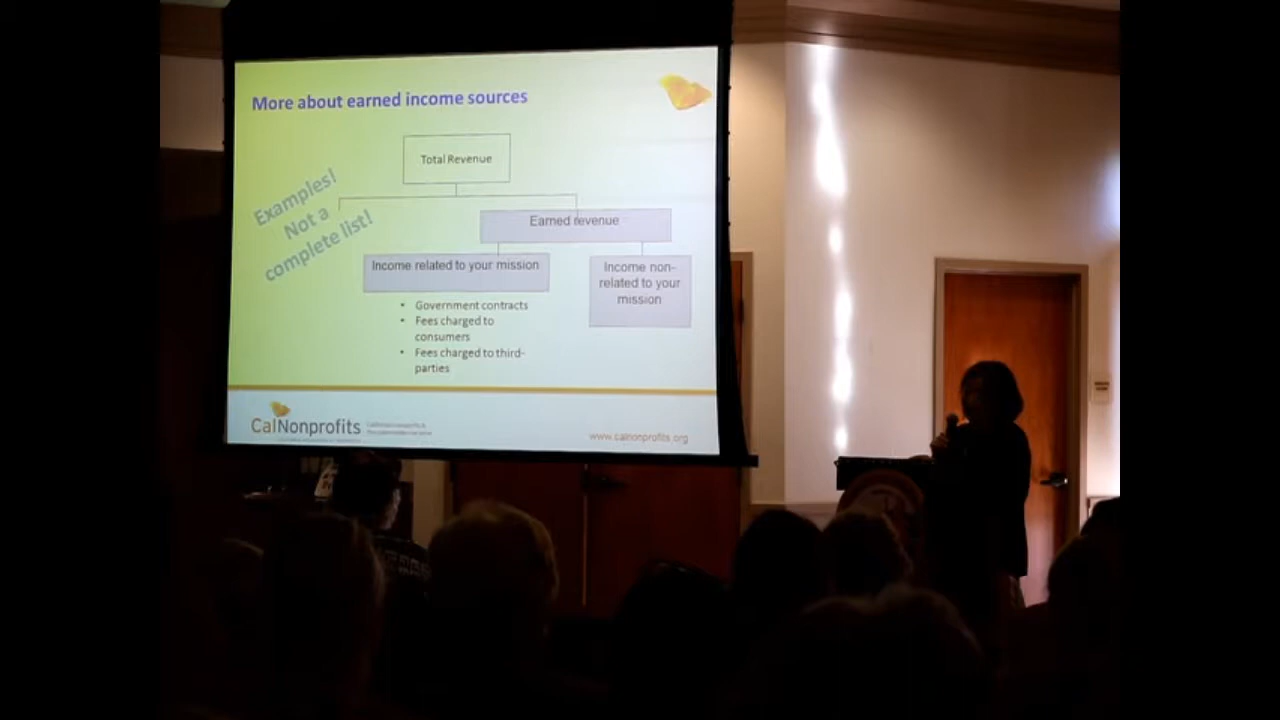 More about earned income sources
Total Revenue
Examples!
Not a
complete list!
Earned revenue
Income related to your mission
Income non-
related to your
mission
• Government contracts
• Fees charged to
consumers
• Fees charged to third-
parties
CalNonprofits
www.calnonprofits.org